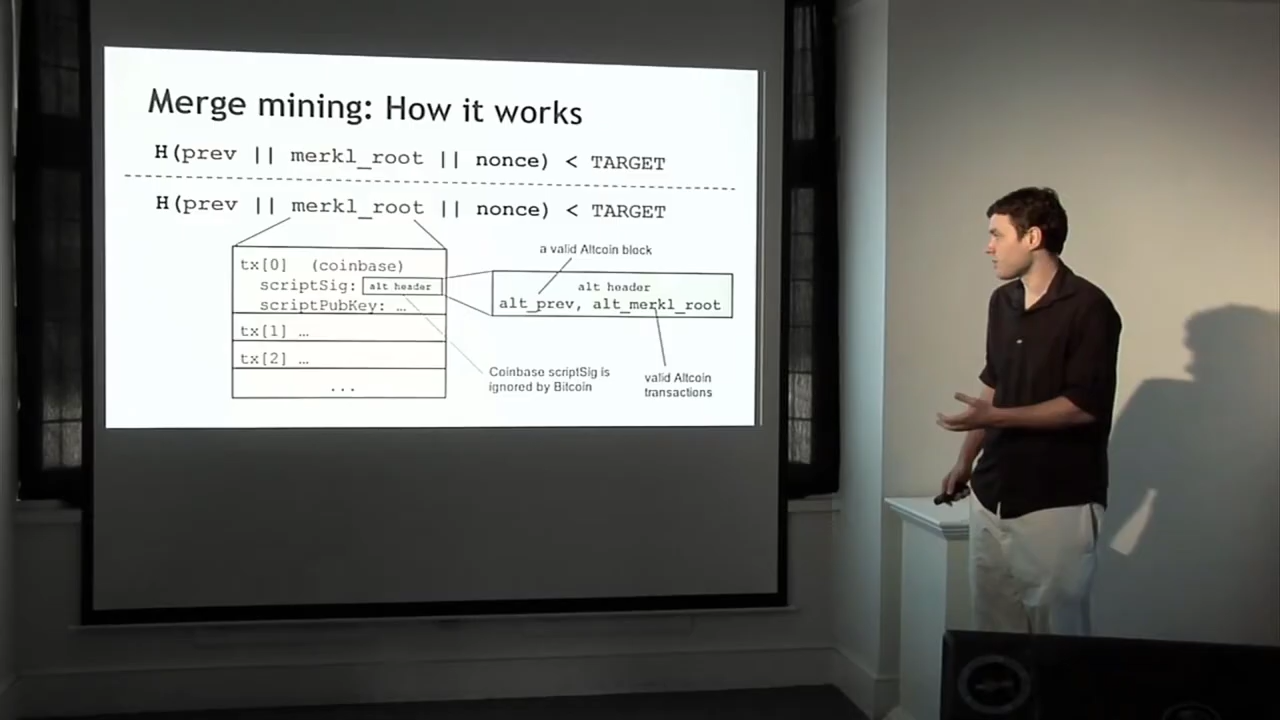 Merge mining: How it works
H(prev || merkl_root || nonce) < TARGET
H(prev || merkl_root || nonce) < TARGET
a valid Altcoin block
tx[0] (coinbase)
scriptSig: alt header
scriptPubKey: …
alt header
alt_prev, alt_merkl_root
tx[1] …
tx[2] …
...
Coinbase scriptSig is
ignored by Bitcoin
valid Altcoin
transactions